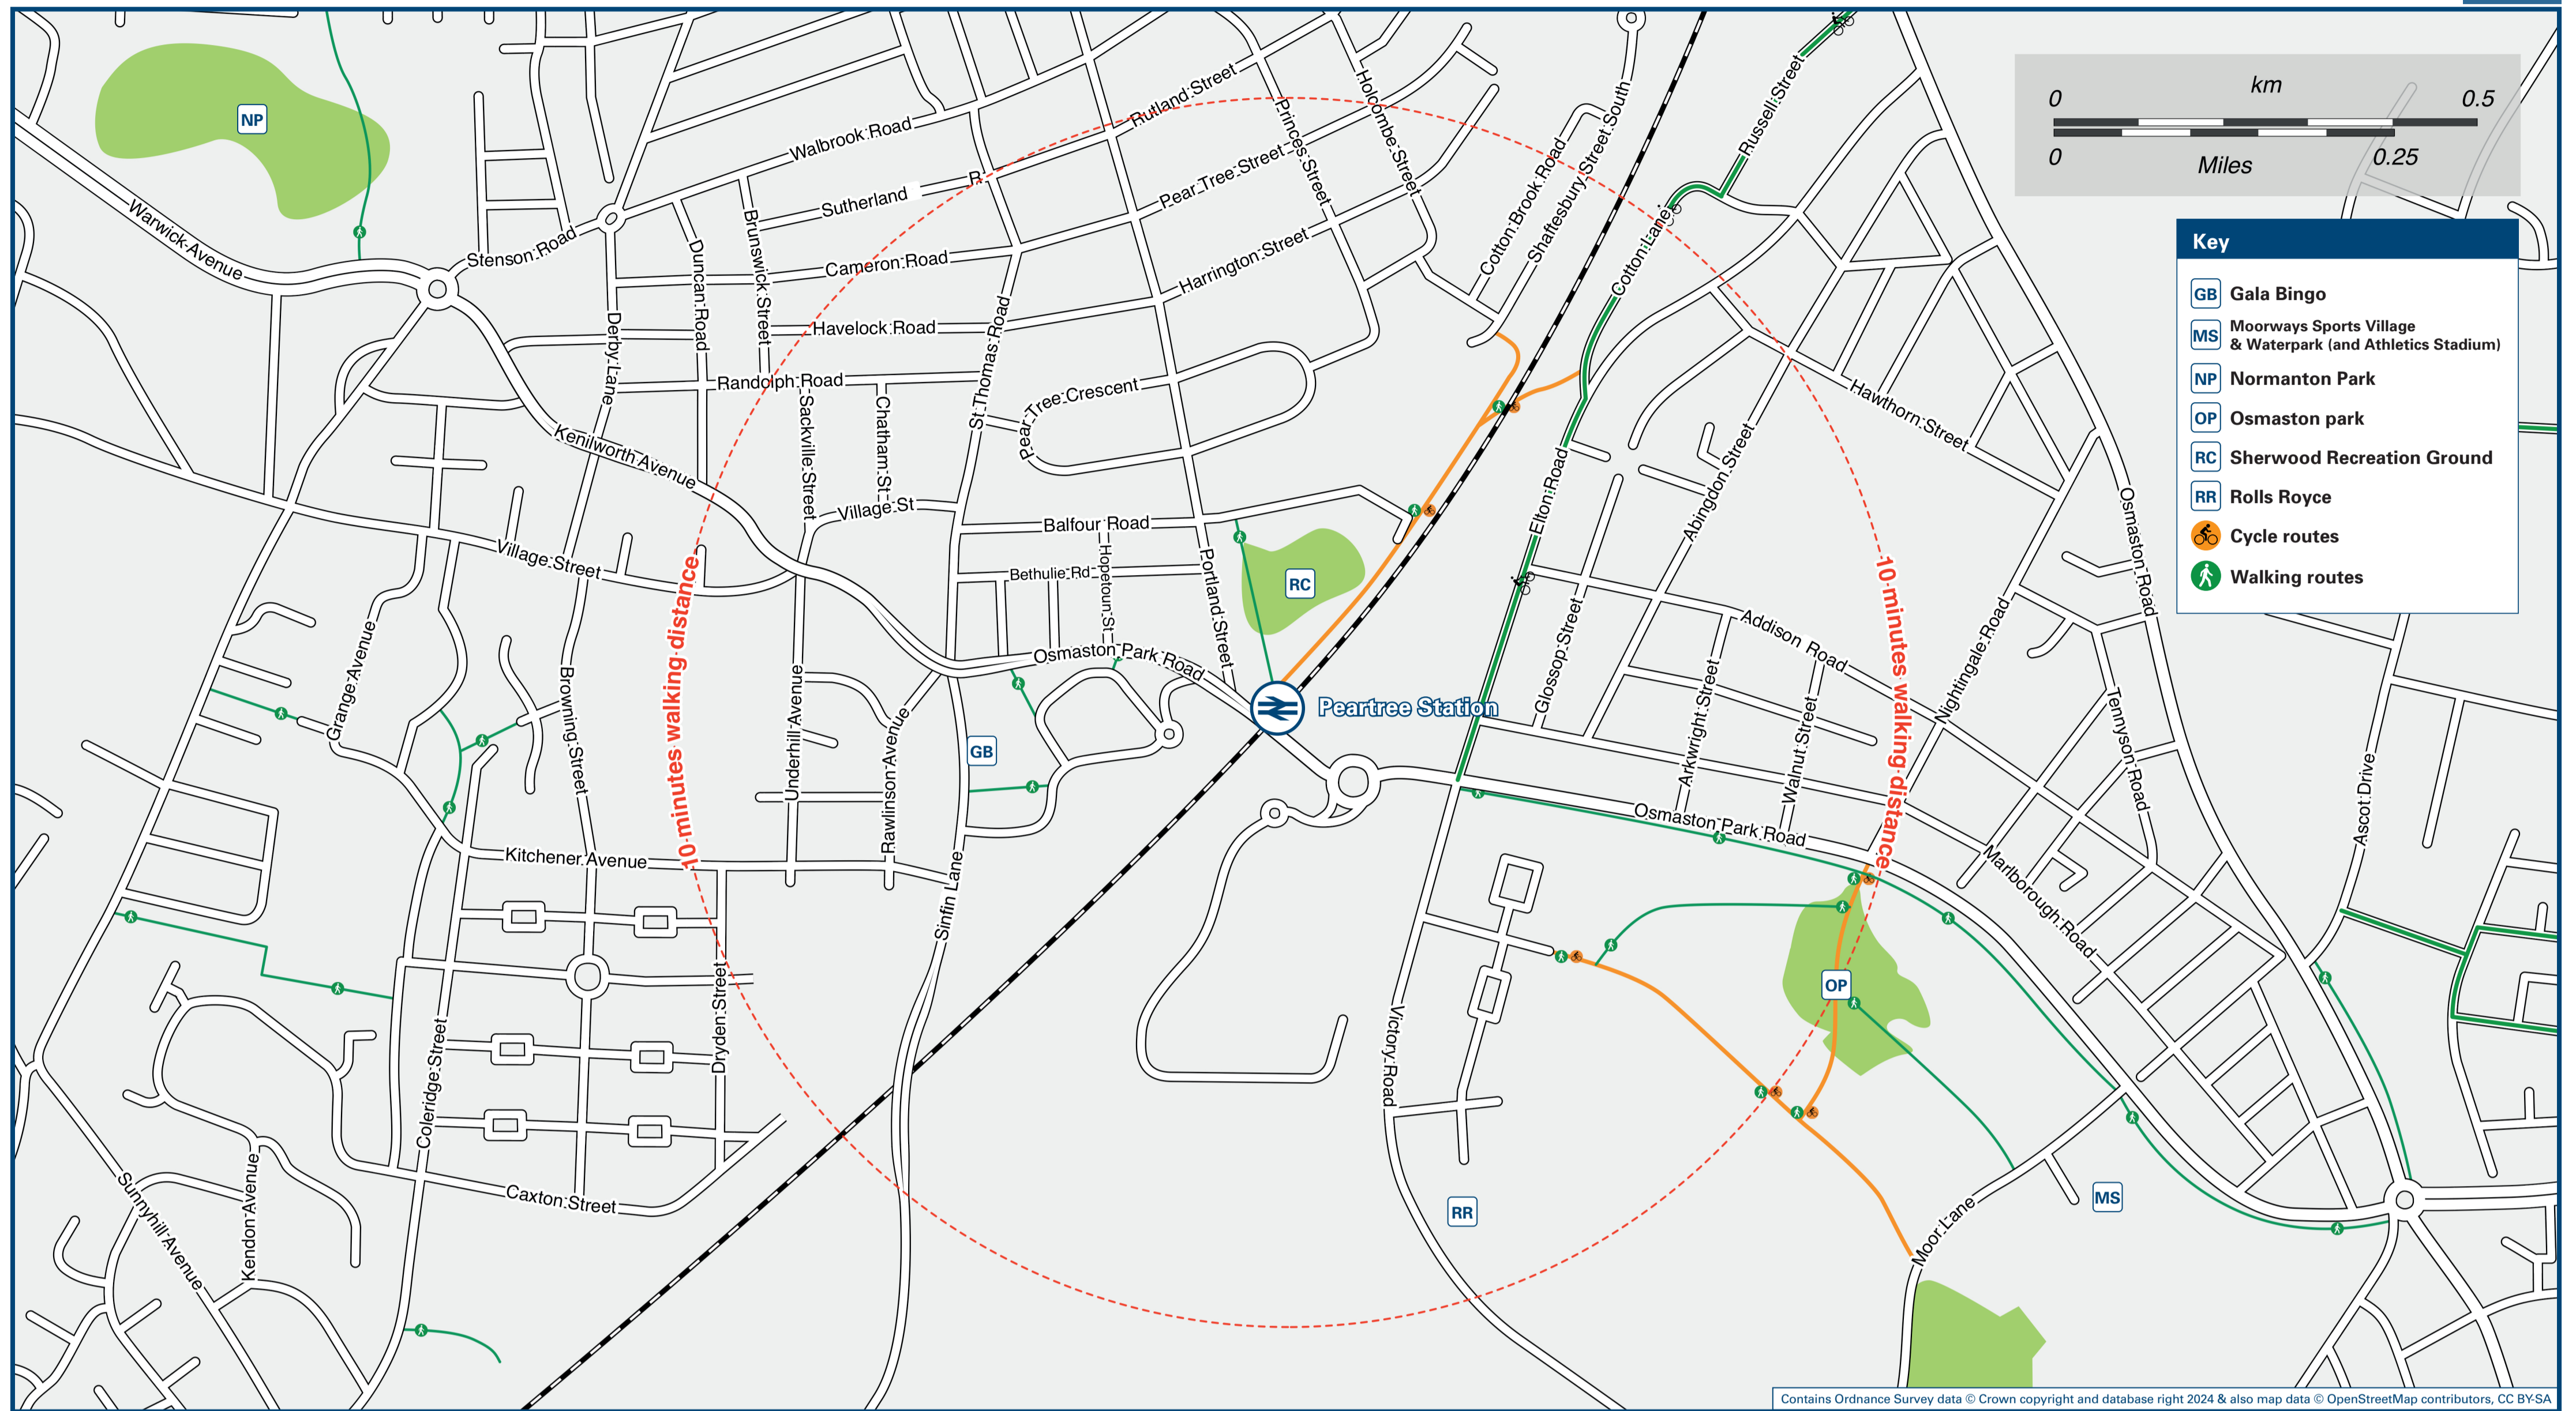 km
0 0.5
0 0.25
Miles
Key
GB Gala Bingo
MS Moorways Sports Village
& Waterpark (and Athletics Stadium)
NP Normanton Park
OP Osmaston park
RC Sherwood Recreation Ground
RR Rolls Royce
Cycle routes
Walking routes
NP
Warwick Avenue
Stenson Road
Walbrook Road
Rutland Street
Sutherland
R
Pear Tree Street
Princes Street
Holcombe Street
Cotton Brook Road
Shaftesbury Street South
Russell Street
Cotton Lane
Brunswick Street
Duncan Road
Derby Lane
Cameron Road
Harrington Street
Havelock Road
St Thomas Road
Randolph Road
Pear Tree Crescent
Sackville Street
Chatham St
Kenilworth Avenue
Village St
Balfour Road
Hopetoun St
Bethulie Rd
Portland Street
Village Street
RC
Elton Road
Abingdon Street
Hawthorn Street
Osmaston Road
Glossop Street
Addison Road
Arkwright Street
Walnut Street
Nightingale Road
Tennyson Road
Ascot Drive
10 minutes walking distance
10 minutes walking distance
Grange Avenue
Browning Street
Underhill Avenue
Rawlinson Avenue
Osmaston Park Road
Peartree Station
GB
Osmaston Park Road
Kitchener Avenue
Sinfin Lane
Marlborough Road
Dryden Street
Coleridge Street
Victory Road
OP
Caxton Street
Sunnyhill Avenue
Kendon Avenue
RR
MS
Moor Lane
Contains Ordnance Survey data © Crown copyright and database right 2024 & also map data © OpenStreetMap contributors, CC BY-SA